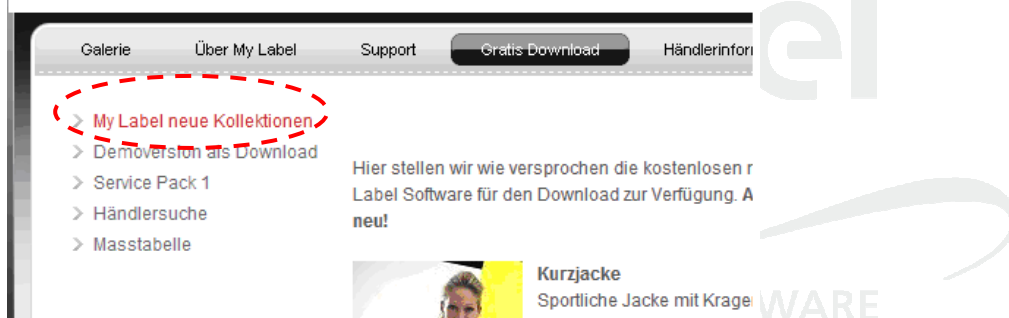 Galerie Über My Label Support Gratis Download
My Label neue Kollektionen
Demoversion als Download
Service Pack 1
Händlersuche
Masstabelle
Hier stellen wir wie versprochen die kostenlosen
Label Software für den Download zur Verfügung.
neu!
Kurzjacke
Sportliche Jacke mit
WARE